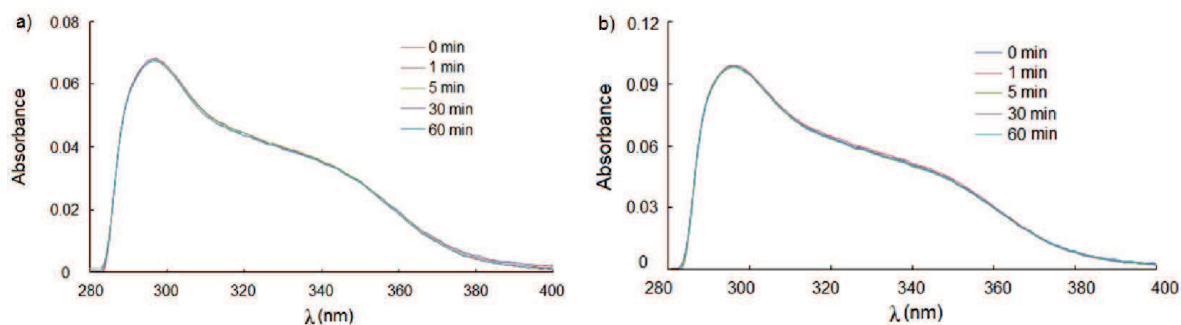 a)
0.08
0.06
0.04
0.02
0
Absorbance
280 300 320 340 360 380 400
λ (nm)
0 min
1 min
5 min
30 min
60 min
b)
0.12
0.09
0.06
0.03
0
Absorbance
282 300 320 340 360 380 400
λ (nm)
0 min
1 min
5 min
30 min
60 min